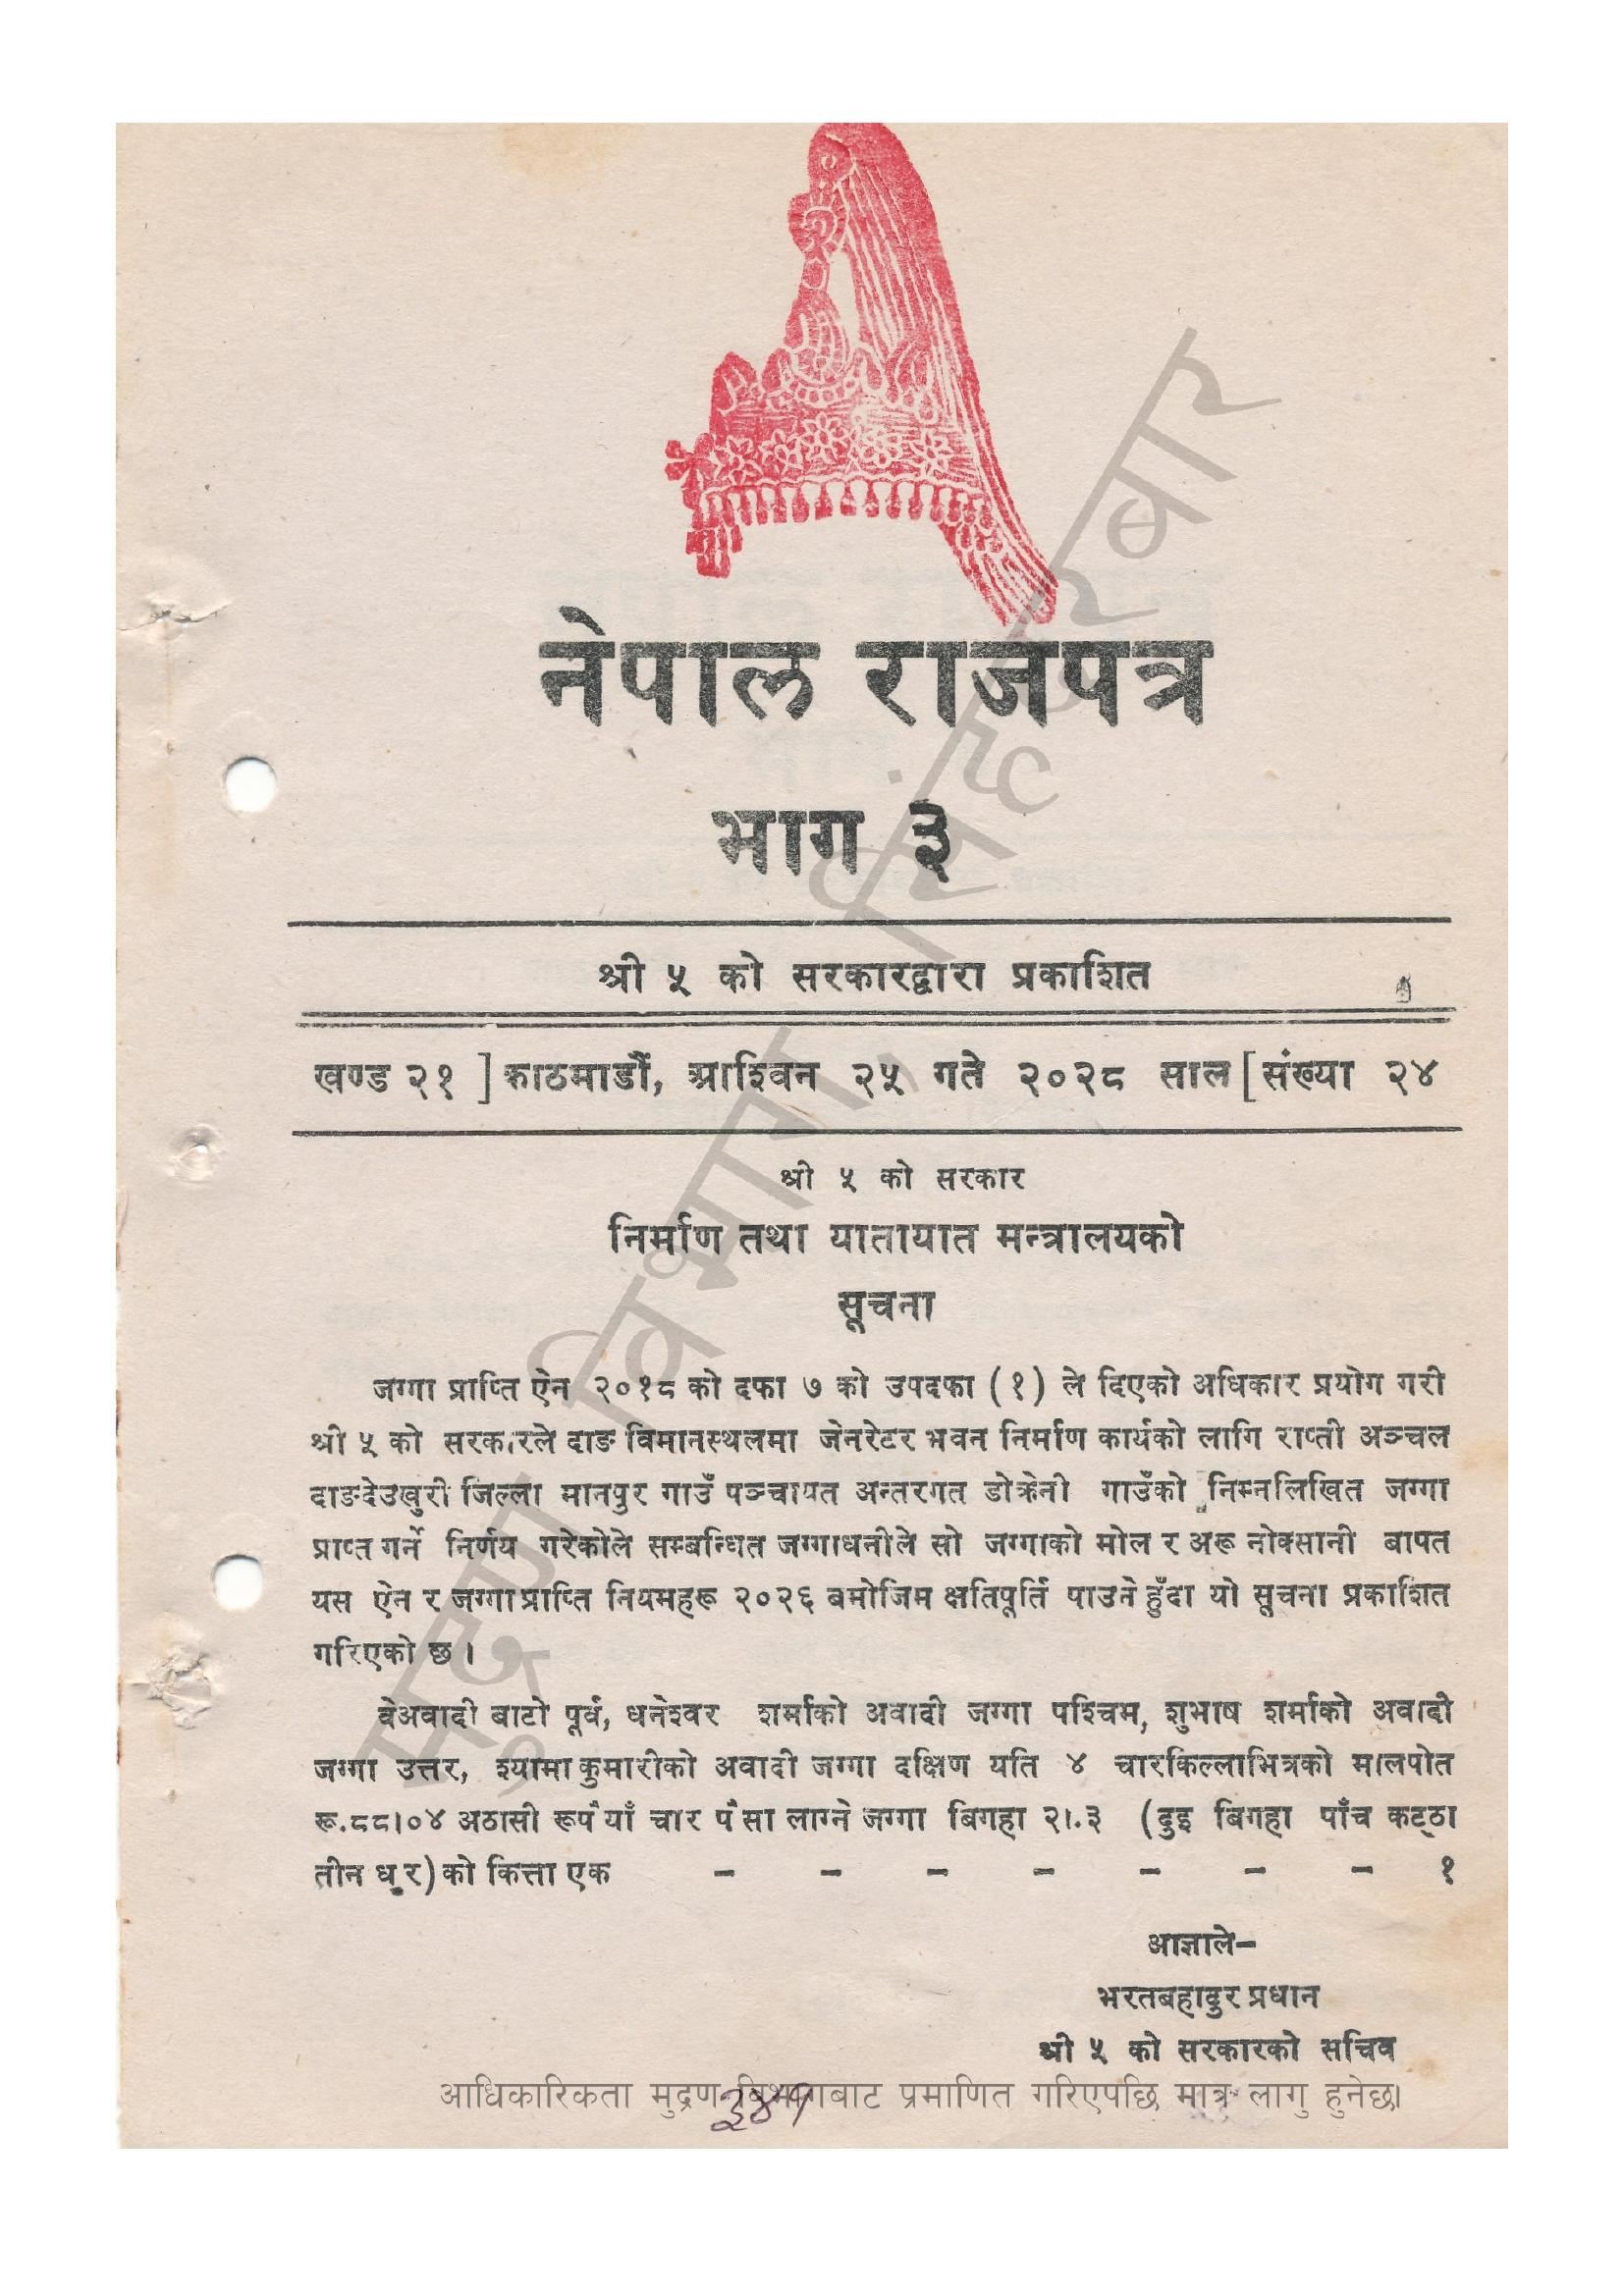 नेपाल राजपत्र
भाग ३
श्री ५ को सरकारद्वारा प्रकाशित
खण्ड २१ ] काठमाडौं, आश्विन २५ गते २०२८ साल [ संख्या २४
श्री ५ को सरकार
निर्माण तथा यातायात मन्त्रालयको
सूचना
जग्गा प्राप्ति ऐन २०१८ को दफा ७ को उपदफा (१) ले दिएको अधिकार प्रयोग गरी
श्री ५ को सरकारले दाङ विमानस्थलमा जेनरेटर भवन निर्माण कार्यको लागि राप्ती अञ्चल
दाङदेउखुरी जिल्ला मानपुर गाउँ पञ्चायत अन्तरगत डोक्रेनी गाउँको निम्नलिखित जग्गा
प्राप्त गर्ने निर्णय गरेकोले सम्बन्धित जग्गाधनीले सो जग्गाको मोल र अरू नोक्सानी बापत
यस ऐन र जग्गा प्राप्ति नियमहरू २०२६ बमोजिम क्षतिपूर्ति पाउने हुँदा यो सूचना प्रकाशित
गरिएको छ ।
वेअवादी बाटो पूर्व, धनेश्वर शर्माको अवादी जग्गा पश्चिम, शुभाष शर्माको अवादी
जग्गा उत्तर, श्यामा कुमारीको अवादी जग्गा दक्षिण यति ४ चारकिल्लाभित्रको मालपोत
रू.८८।०४ अठासी रूपैयाँ चार पैसा लाग्ने जग्गा बिगहा २।.३ (दुइ बिगहा पाँच कट्ठा
तीन धूर) को कित्ता एक - - - - - - - १
आज्ञाले-
भरतबहादुर प्रधान
श्री ५ को सरकारको सचिव
आधिकारिकता मुद्रण विभागबाट प्रमाणित गरिएपछि मात्र लागु हुनेछ।
३४१
मुद्रण विभाग, सिंहदरबार